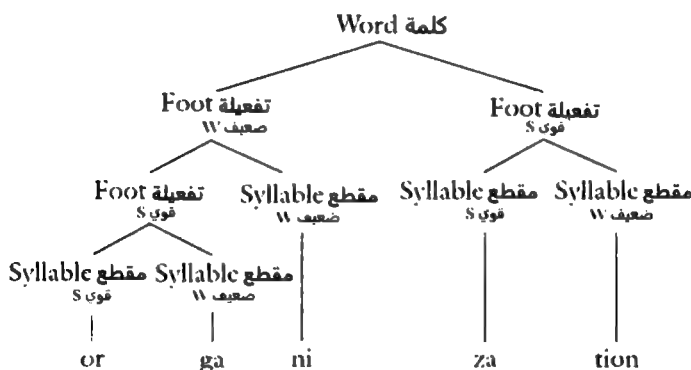 Word كلمة
Foot تفعيلة Foot تفعيلة
W ضعيف S قوي
Foot تفعيلة Syllable مقطع Syllable مقطع Syllable مقطع
S قوي W ضعيف S قوي W ضعيف
Syllable مقطع Syllable مقطع
S قوي W ضعيف
or ga ni za tion